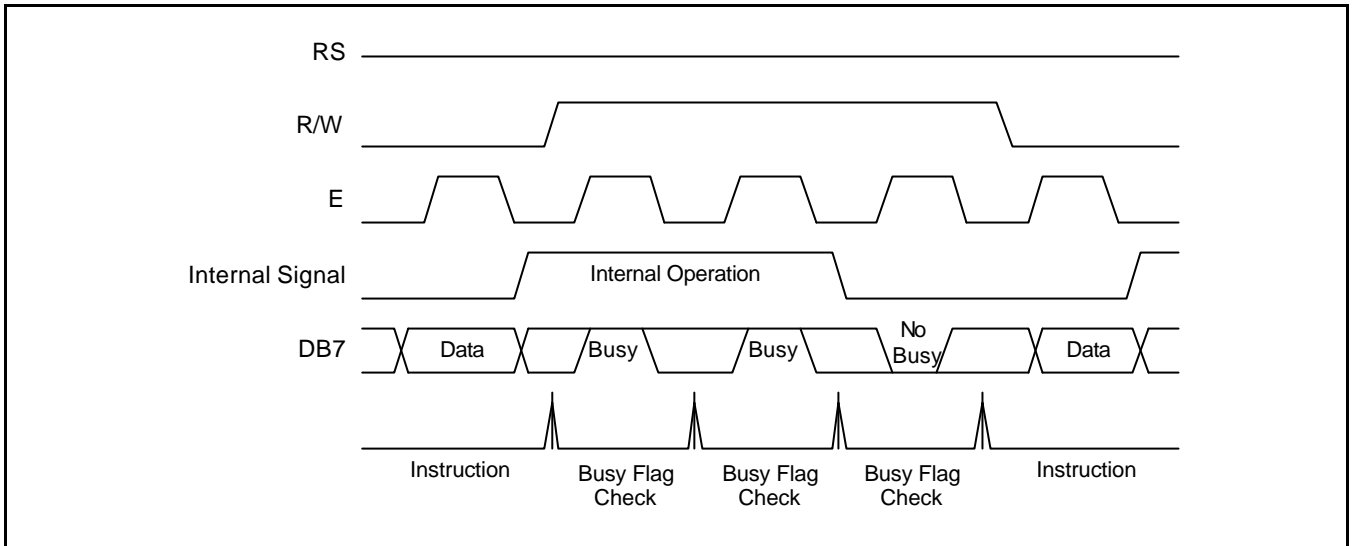 RS
R/W
E
Internal Signal
Internal Operation
DB7
Data
Busy
Busy
No
Busy
Data
Instruction
Busy Flag
Check
Busy Flag
Check
Busy Flag
Check
Instruction